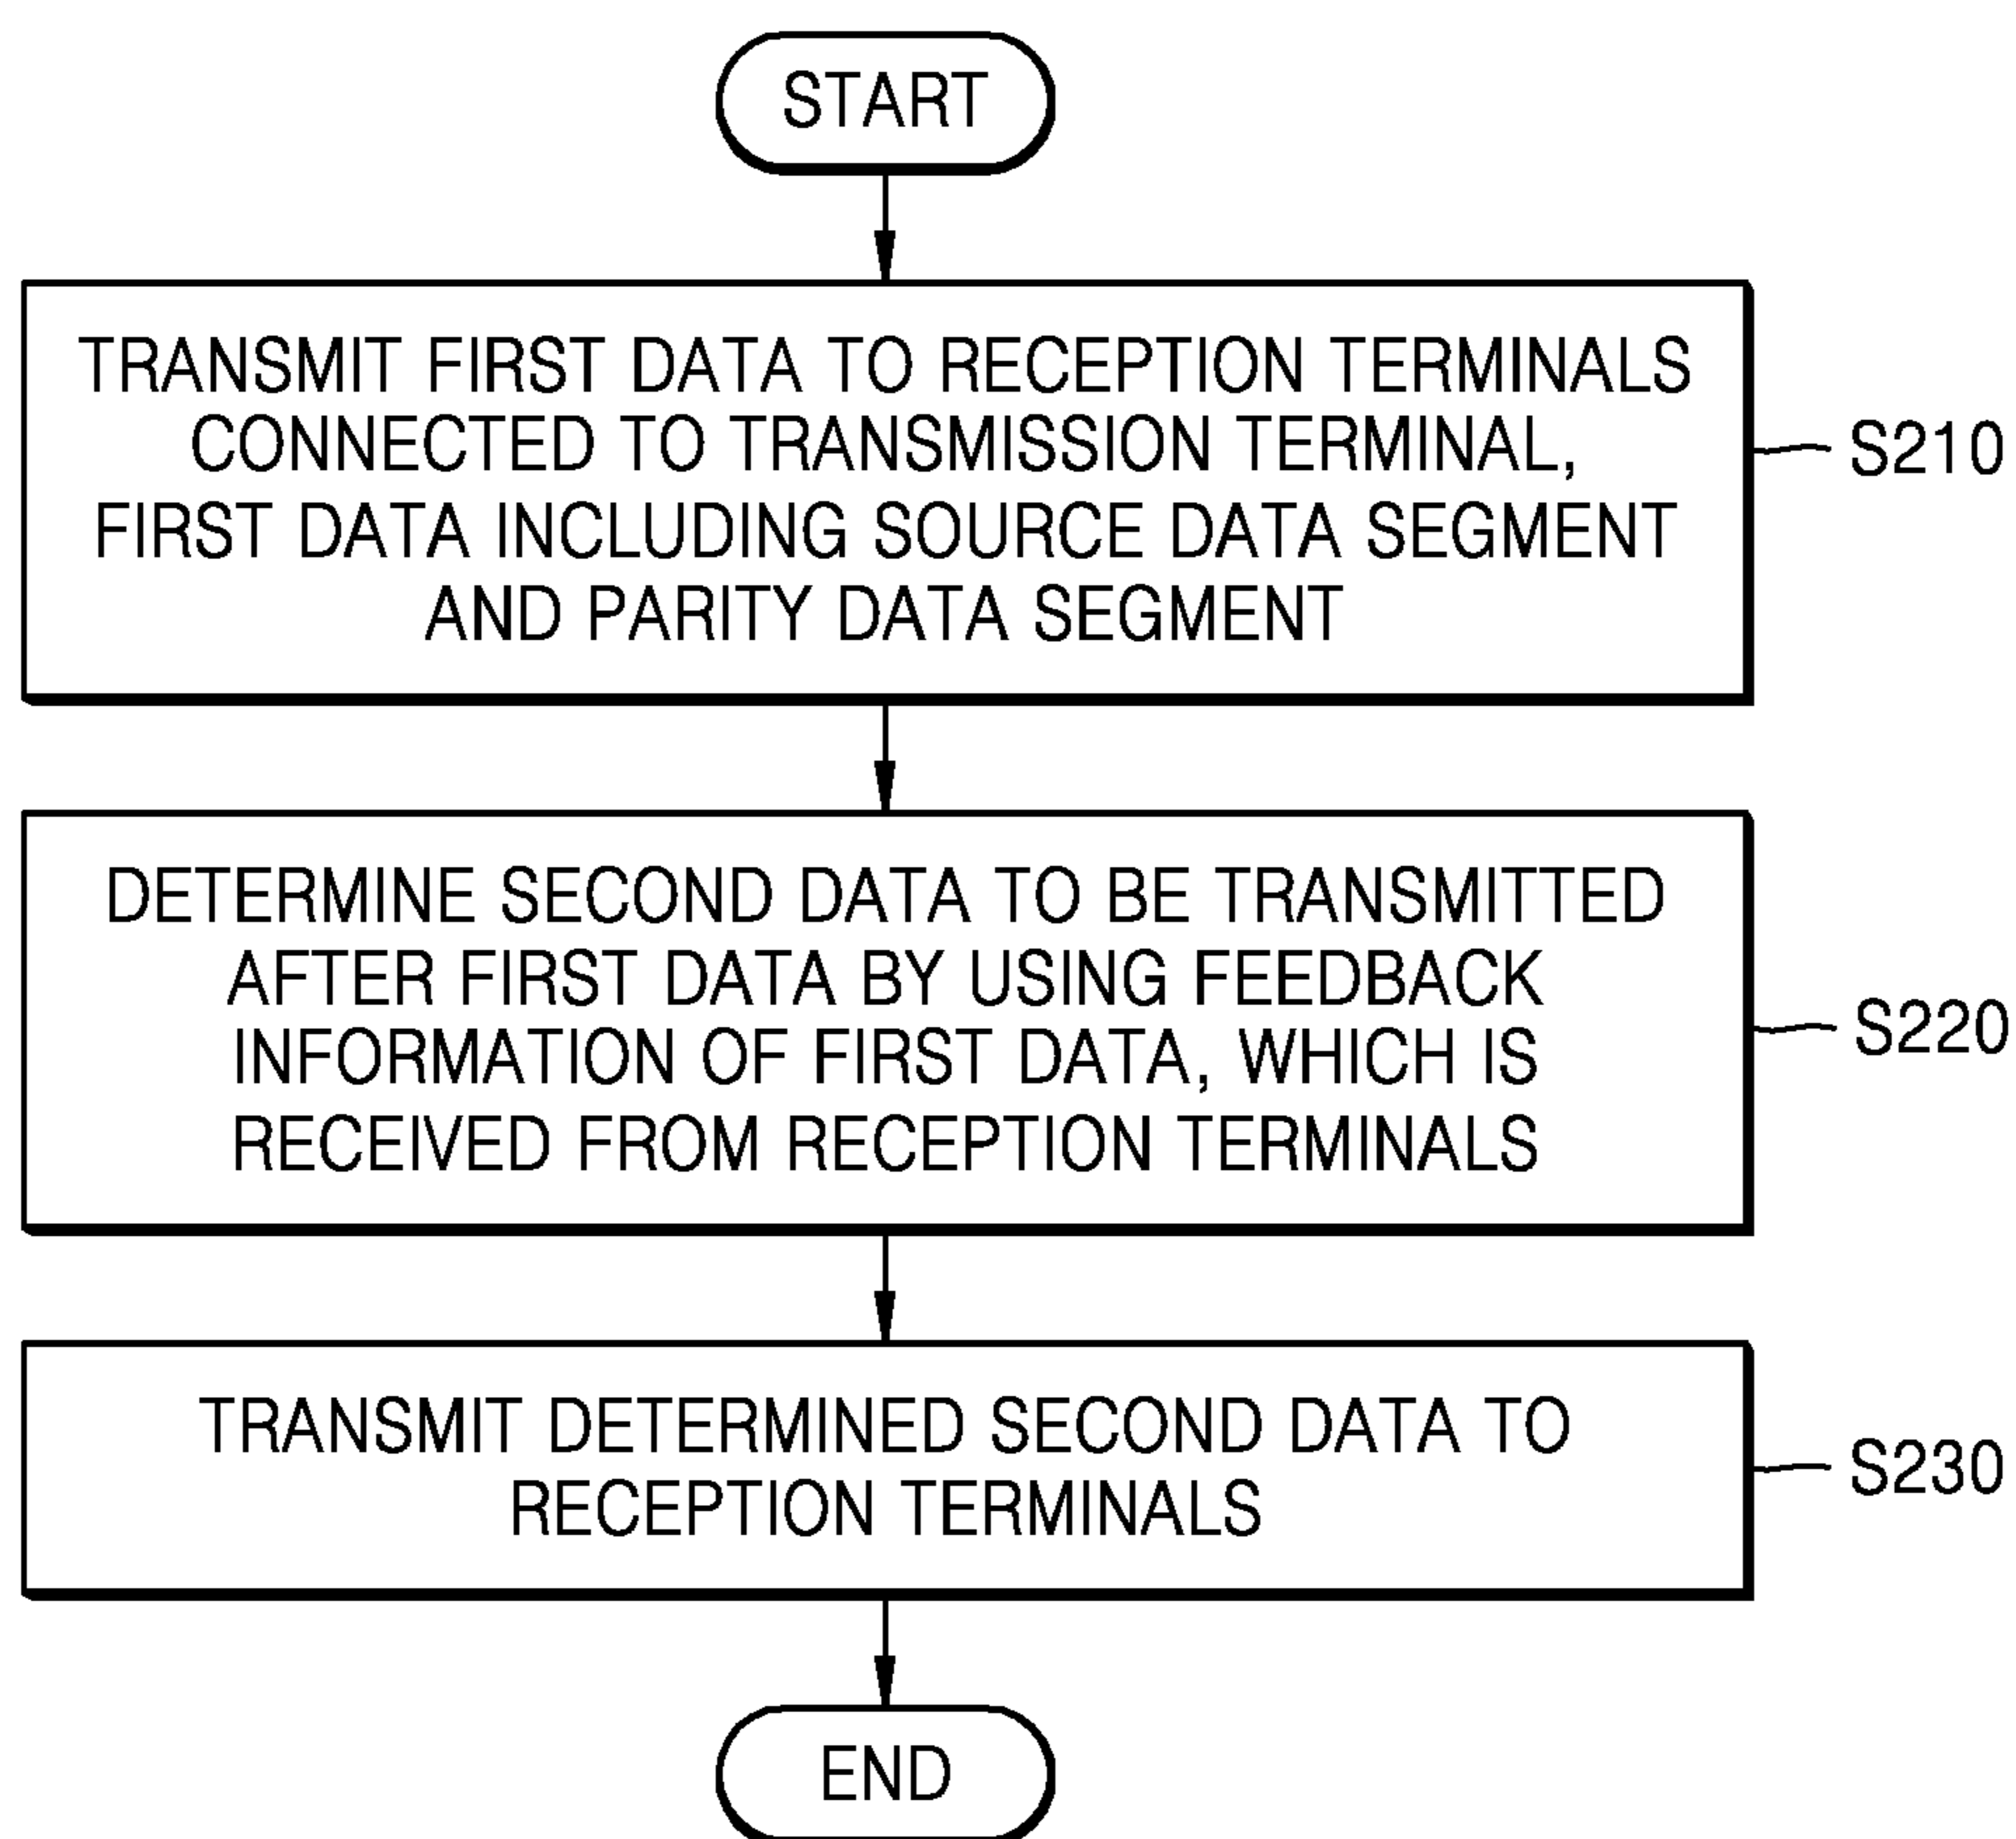 START
TRANSMIT FIRST DATA TO RECEPTION TERMINALS
CONNECTED TO TRANSMISSION TERMINAL,
FIRST DATA INCLUDING SOURCE DATA SEGMENT
AND PARITY DATA SEGMENT
S210
DETERMINE SECOND DATA TO BE TRANSMITTED
AFTER FIRST DATA BY USING FEEDBACK
INFORMATION OF FIRST DATA, WHICH IS
RECEIVED FROM RECEPTION TERMINALS
S220
TRANSMIT DETERMINED SECOND DATA TO
RECEPTION TERMINALS
S230
END